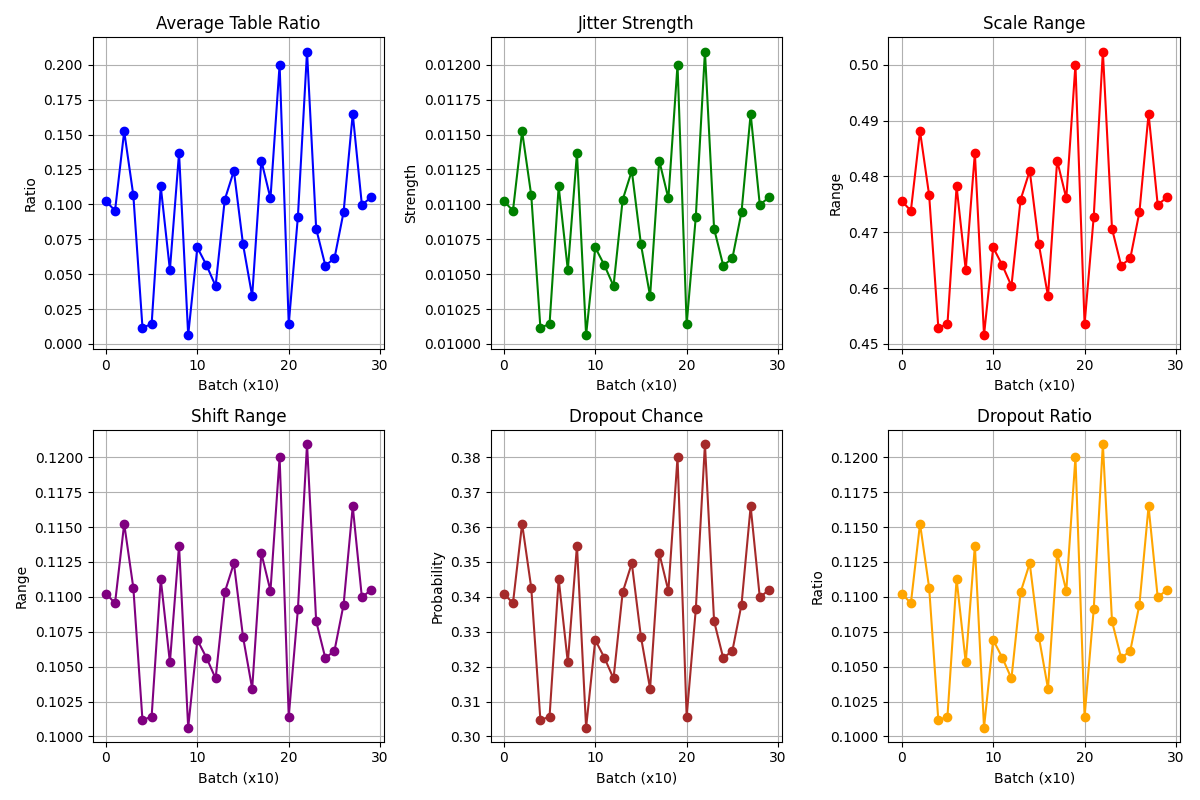 Average Table Ratio
Ratio
0.200
0.175
0.150
0.125
0.100
0.075
0.050
0.025
0.000
0 10 20 30
Batch (x10)
Jitter Strength
Strength
0.01200
0.01175
0.01150
0.01125
0.01100
0.01075
0.01050
0.01025
0.01000
0 10 20 30
Batch (x10)
Scale Range
Range
0.50
0.49
0.48
0.47
0.46
0.45
0 10 20 30
Batch (x10)
Shift Range
Range
0.1200
0.1175
0.1150
0.1125
0.1100
0.1075
0.1050
0.1025
0.1000
0 10 20 30
Batch (x10)
Dropout Chance
Probability
0.38
0.37
0.36
0.35
0.34
0.33
0.32
0.31
0.30
0 10 20 30
Batch (x10)
Dropout Ratio
Ratio
0.1200
0.1175
0.1150
0.1125
0.1100
0.1075
0.1050
0.1025
0.1000
0 10 20 30
Batch (x10)